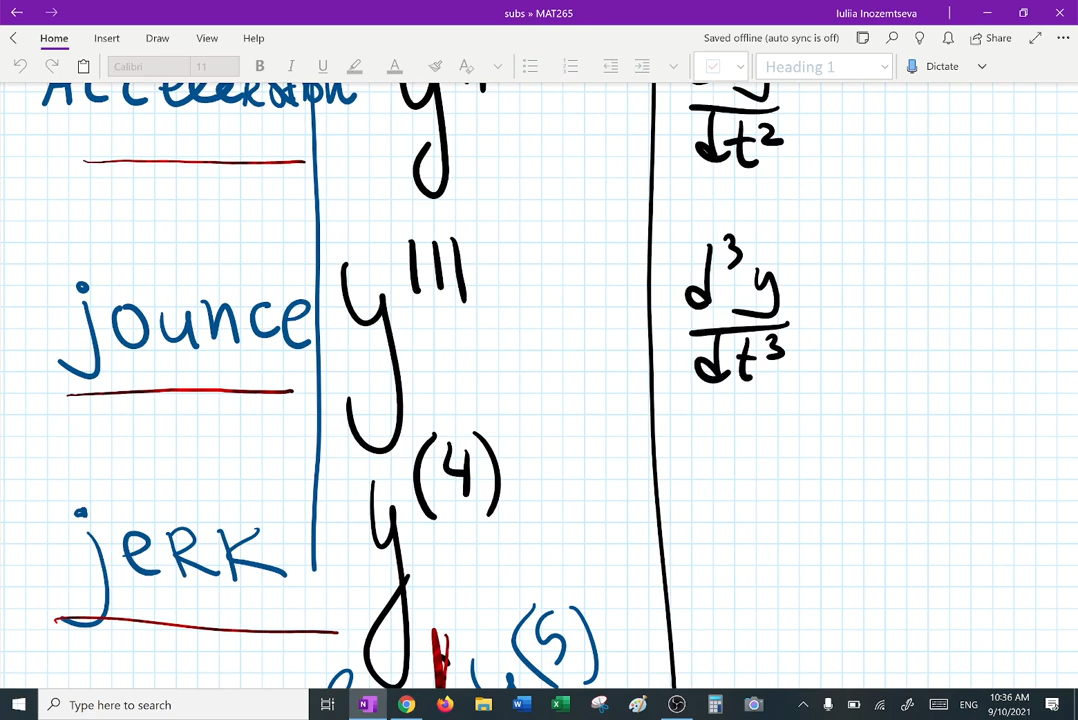 subs » MAT265
Iuliia Inozemtseva
Home Insert Draw View Help
Saved offline (auto sync is off)
Share
Calibri 11 B I U A Heading 1 Dictate
Acceleration
dt²
jounce y''' d³y
dt³
jerk y(4)
y(5)
Type here to search
ENG
10:36 AM
9/10/2021